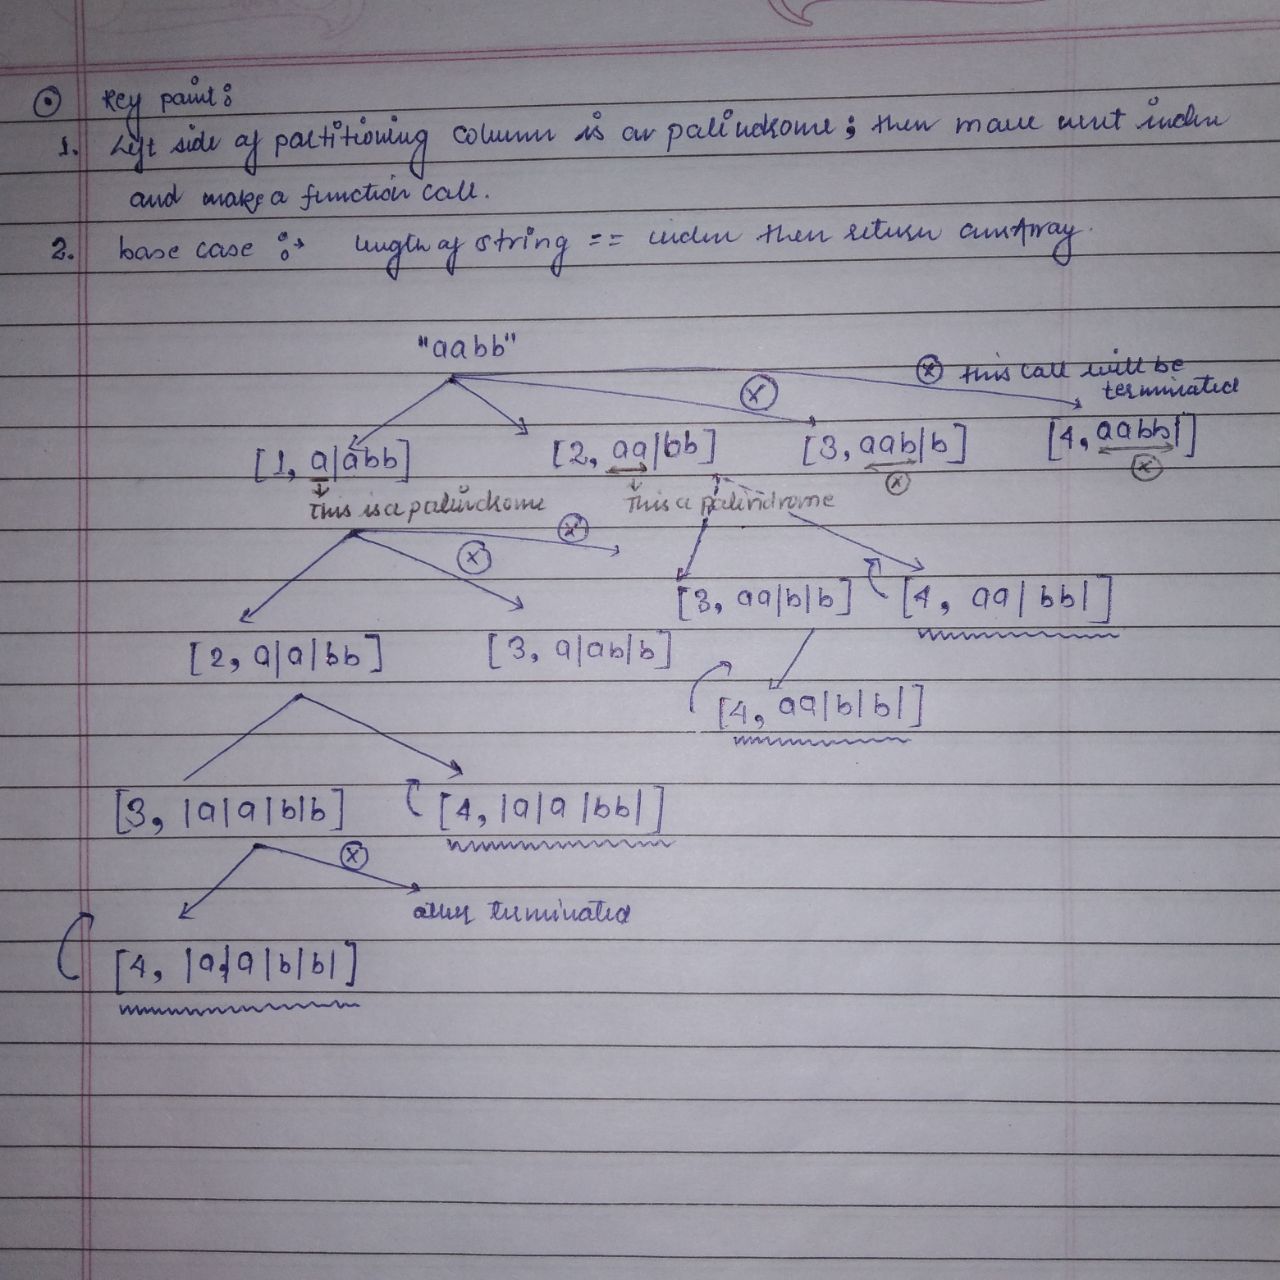 Key point:
1. Left side of partitioning column is a palindrome; then move next index
and make a function call.
2. base case :→ length of string == index then return array.
"aabb"
ⓧ this call will be
terminated
ⓧ
[1, a|abb] [2, aa|bb] [3, aab|b] [4, aabb|]
ⓧ ⓧ
This is a palindrome This a palindrome
ⓧ ⓧ
[3, aa|b|b] [4, aa|bb|]
[2, a|a|bb] [3, a|ab|b]
[4, aa|b|b|]
[3, |a|a|b|b] [4, |a|a|bb|]
ⓧ
terminated
[4, |a|a|b|b|]